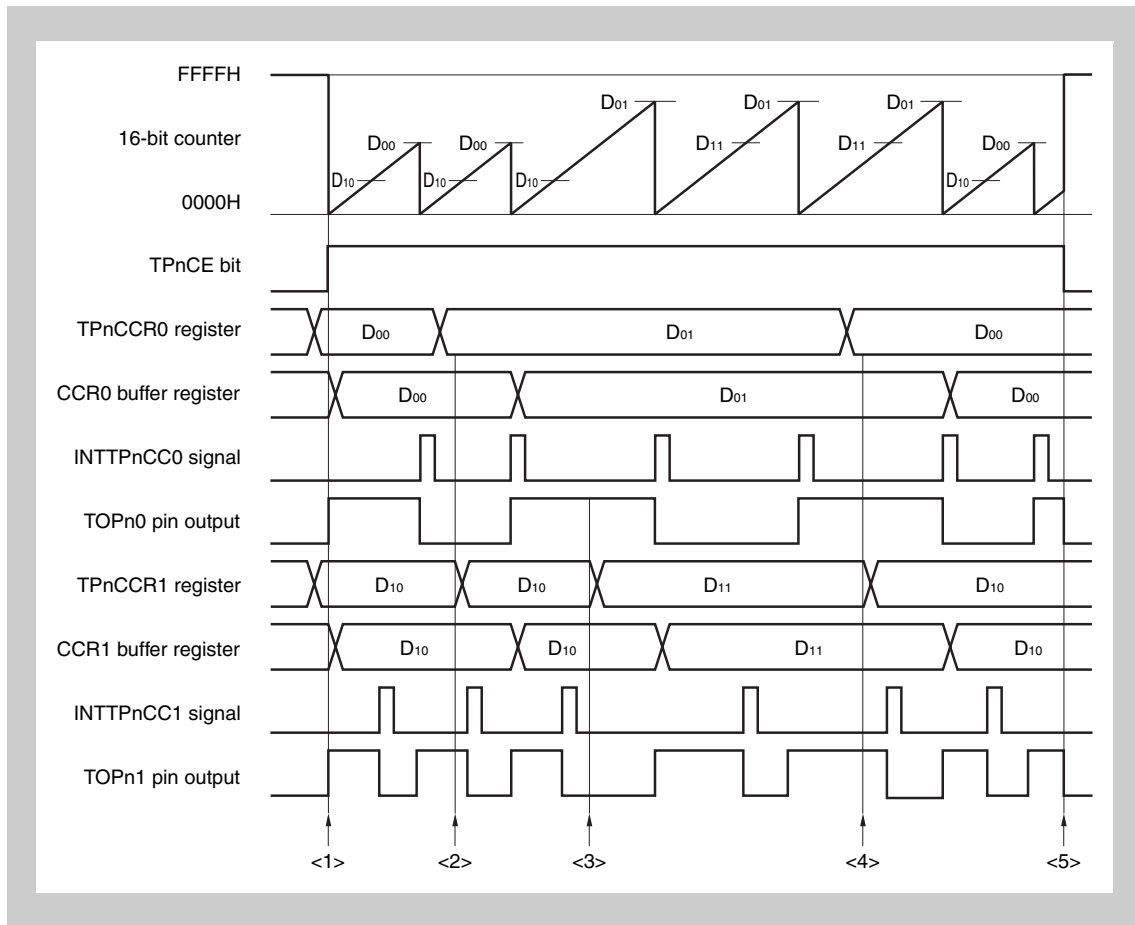 FFFFH
D01 D01 D01
16-bit counter D00 D00 D11 D11 D00
D10 D10 D10 D10
0000H
TPnCE bit
TPnCCR0 register D00 D01 D00
CCR0 buffer register D00 D01 D00
INTTPnCC0 signal
TOPn0 pin output
TPnCCR1 register D10 D10 D11 D10
CCR1 buffer register D10 D10 D11 D10
INTTPnCC1 signal
TOPn1 pin output
<1> <2> <3> <4> <5>